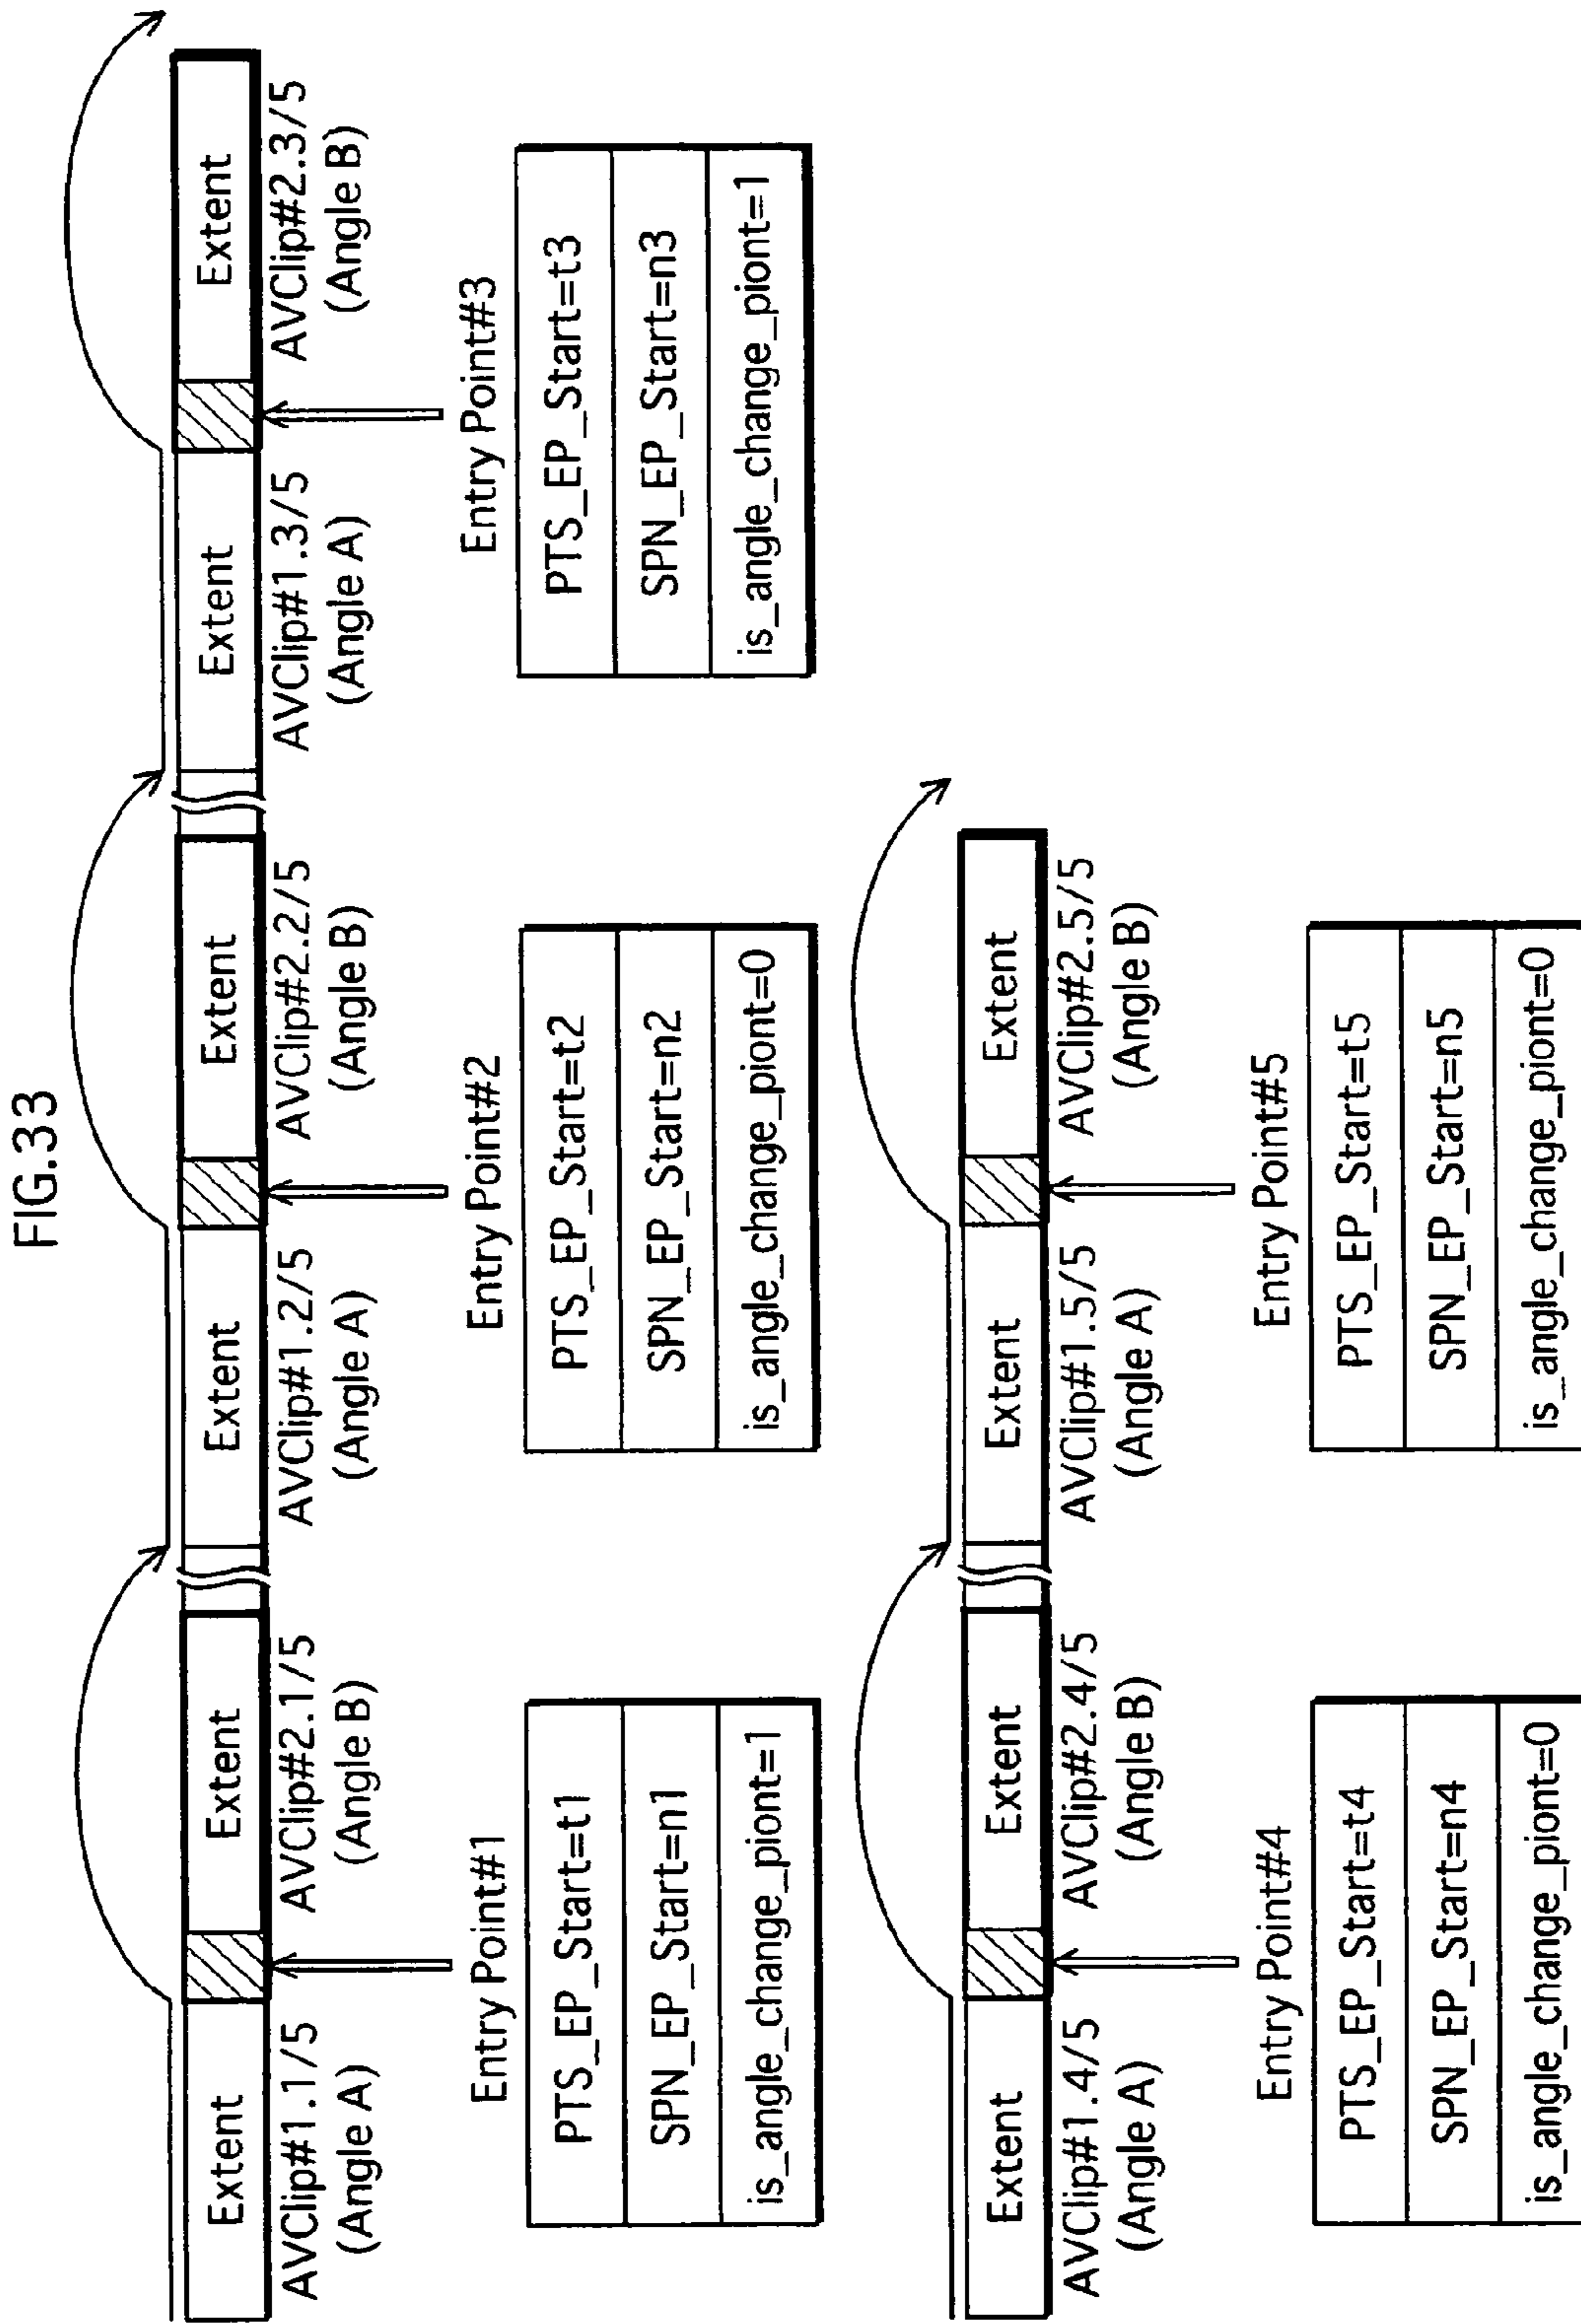 FIG.33
Extent
Extent
Extent
Extent
Extent
Extent
AVClip#1.1/5
(Angle A)
AVClip#2.1/5
(Angle B)
AVClip#1.2/5
(Angle A)
AVClip#2.2/5
(Angle B)
AVClip#1.3/5
(Angle A)
AVClip#2.3/5
(Angle B)
Entry Point#1
PTS_EP_Start=t1
SPN_EP_Start=n1
is_angle_change_piont=1
Entry Point#2
PTS_EP_Start=t2
SPN_EP_Start=n2
is_angle_change_piont=0
Entry Point#3
PTS_EP_Start=t3
SPN_EP_Start=n3
is_angle_change_piont=1
Extent
Extent
Extent
Extent
AVClip#1.4/5
(Angle A)
AVClip#2.4/5
(Angle B)
AVClip#1.5/5
(Angle A)
AVClip#2.5/5
(Angle B)
Entry Point#4
PTS_EP_Start=t4
SPN_EP_Start=n4
is_angle_change_piont=0
Entry Point#5
PTS_EP_Start=t5
SPN_EP_Start=n5
is_angle_change_piont=0